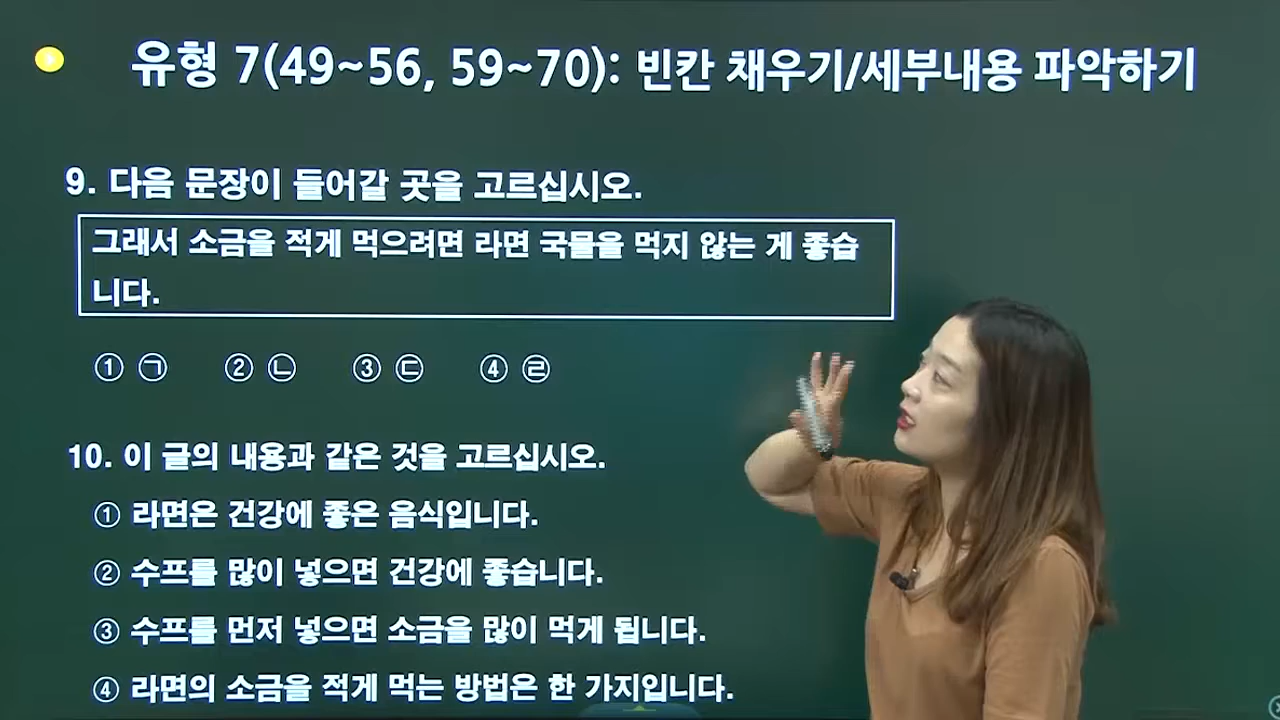 유형 7(49~56, 59~70): 빈칸 채우기/세부내용 파악하기
9. 다음 문장이 들어갈 곳을 고르십시오.
그래서 소금을 적게 먹으려면 라면 국물을 먹지 않는 게 좋습
니다.
① ㉠ ② ㉡ ③ ㉢ ④ ㉣
10. 이 글의 내용과 같은 것을 고르십시오.
① 라면은 건강에 좋은 음식입니다.
② 수프를 많이 넣으면 건강에 좋습니다.
③ 수프를 먼저 넣으면 소금을 많이 먹게 됩니다.
④ 라면의 소금을 적게 먹는 방법은 한 가지입니다.